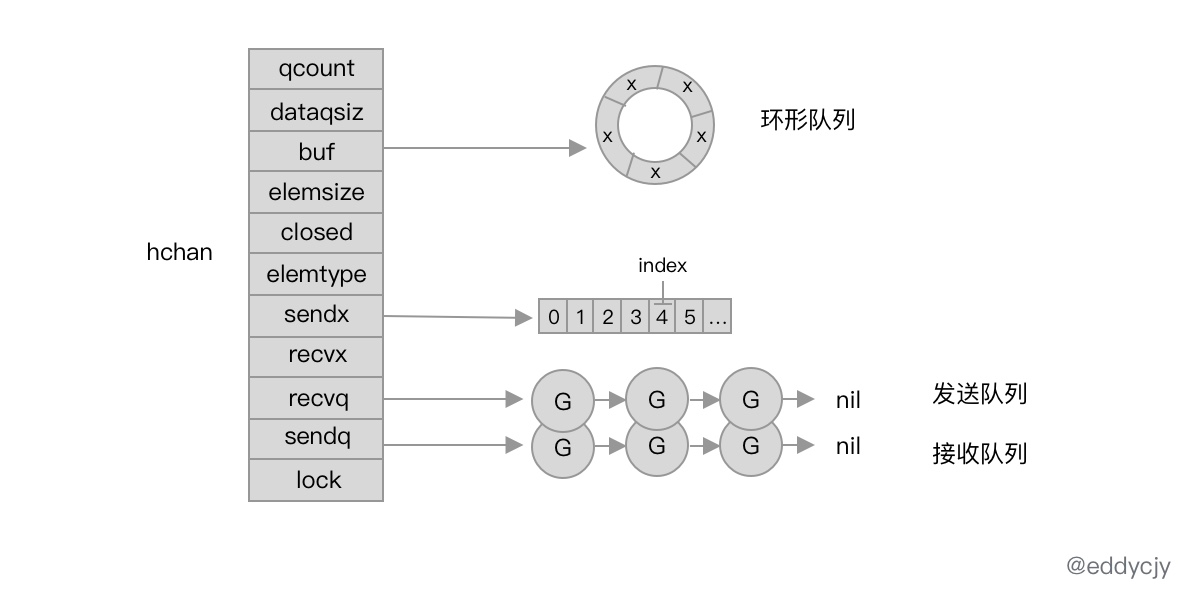 hchan
qcount
dataqsiz
buf
elemsize
closed
elemtype
sendx
recvx
recvq
sendq
lock
x x
x x
x
环形队列
index
0 1 2 3 4 5 ...
G G G nil
发送队列
G G G nil
接收队列
@eddycjy